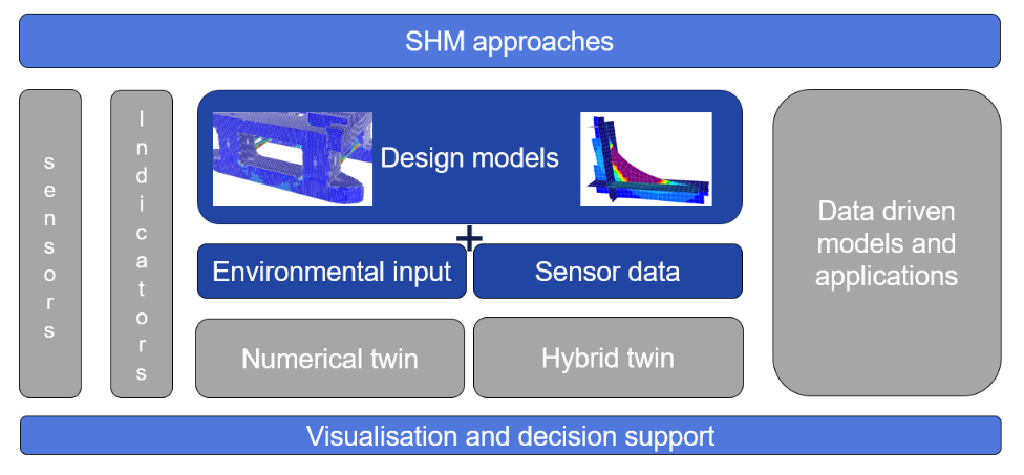 SHM approaches
sensors
Indicators
Design models
+
Environmental input
Sensor data
Numerical twin
Hybrid twin
Data driven
models and
applications
Visualisation and decision support